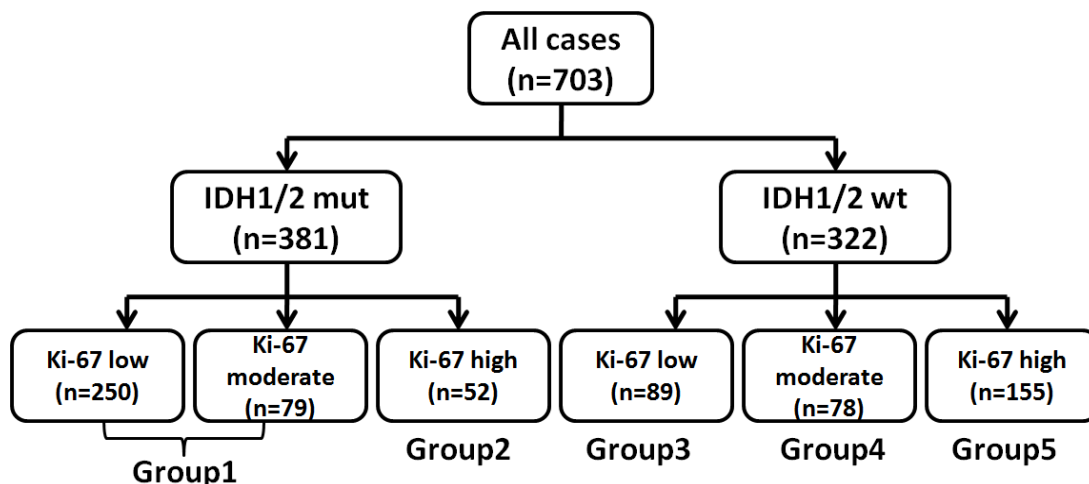 All cases
(n=703)
IDH1/2 mut
(n=381)
IDH1/2 wt
(n=322)
Ki-67 low
(n=250)
Ki-67
moderate
(n=79)
Ki-67 high
(n=52)
Ki-67 low
(n=89)
Ki-67
moderate
(n=78)
Ki-67 high
(n=155)
Group1
Group2
Group3
Group4
Group5